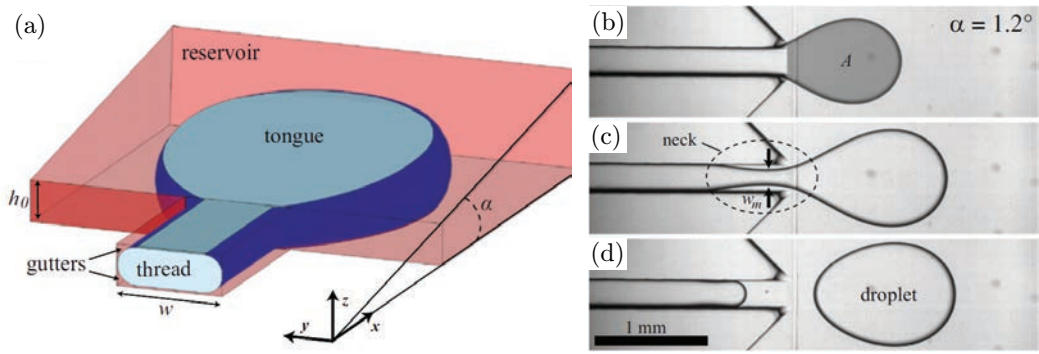 (a)
reservoir
tongue
h0
α
gutters
thread
w
z
y
x
(b)
α = 1.2°
A
(c)
neck
wm
(d)
droplet
1 mm